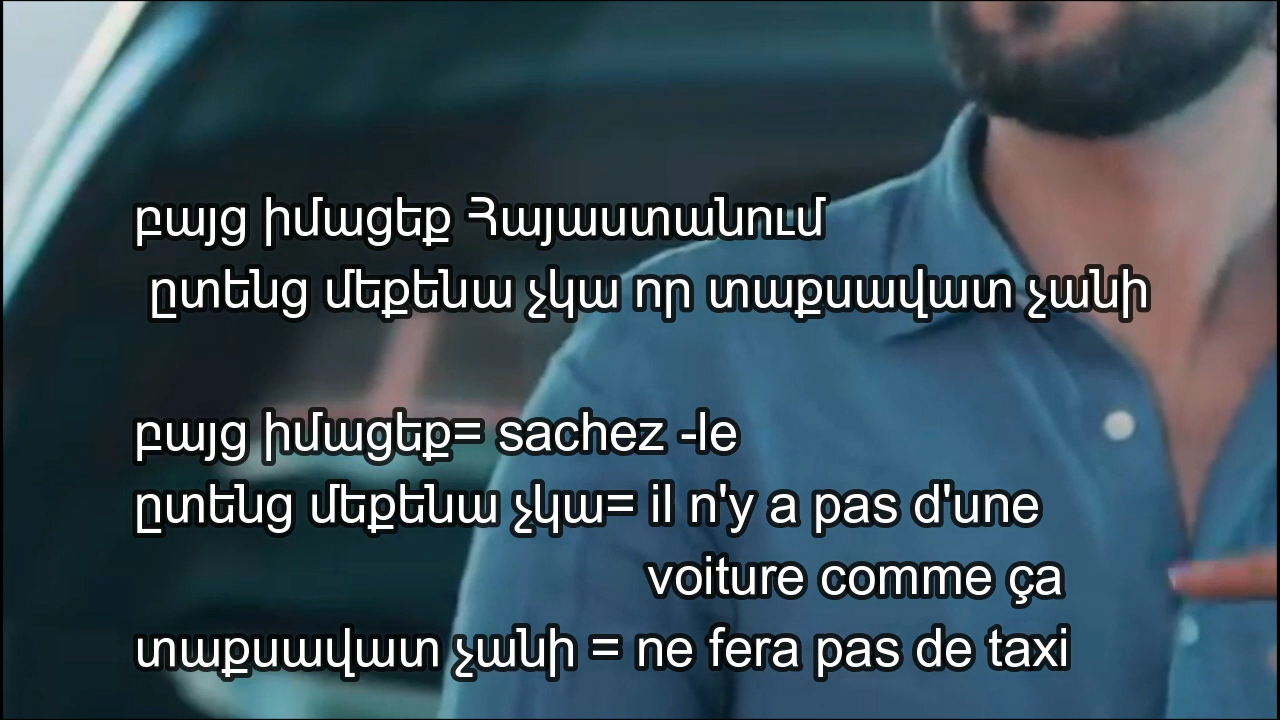 բայց իմացեք Հայաստանում
ըտենց մեքենա չկա որ տաքսավատ չանի
բայց իմացեք= sachez -le
ըտենց մեքենա չկա= il n'y a pas d'une
voiture comme ça
տաքսավատ չանի = ne fera pas de taxi